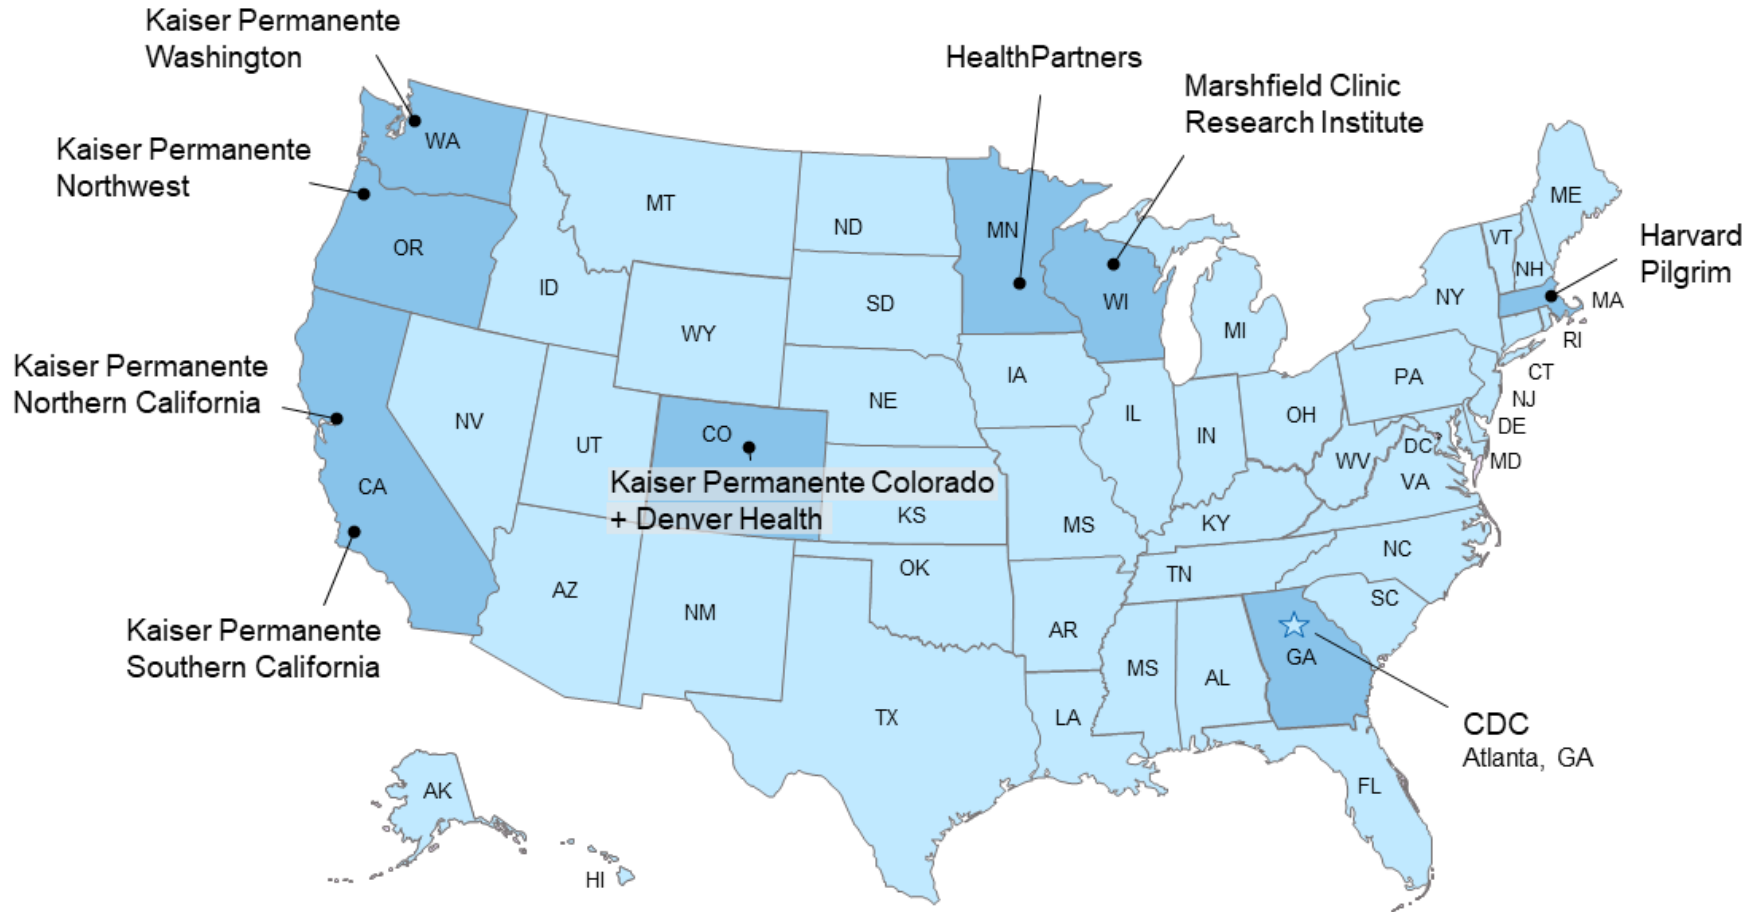 Kaiser Permanente
Washington
HealthPartners
Marshfield Clinic
Research Institute
Kaiser Permanente
Northwest
Harvard
Pilgrim
Kaiser Permanente
Northern California
Kaiser Permanente Colorado
+ Denver Health
Kaiser Permanente
Southern California
CDC
Atlanta, GA
WA
OR
CA
NV
ID
MT
WY
UT
CO
AZ
NM
ND
SD
NE
KS
OK
TX
MN
IA
MS
AR
LA
WI
IL
MI
IN
OH
KY
TN
MS
AL
GA
FL
SC
NC
VA
WV
DC
PA
NY
VT
NH
ME
MA
RI
CT
NJ
DE
MD
AK
HI